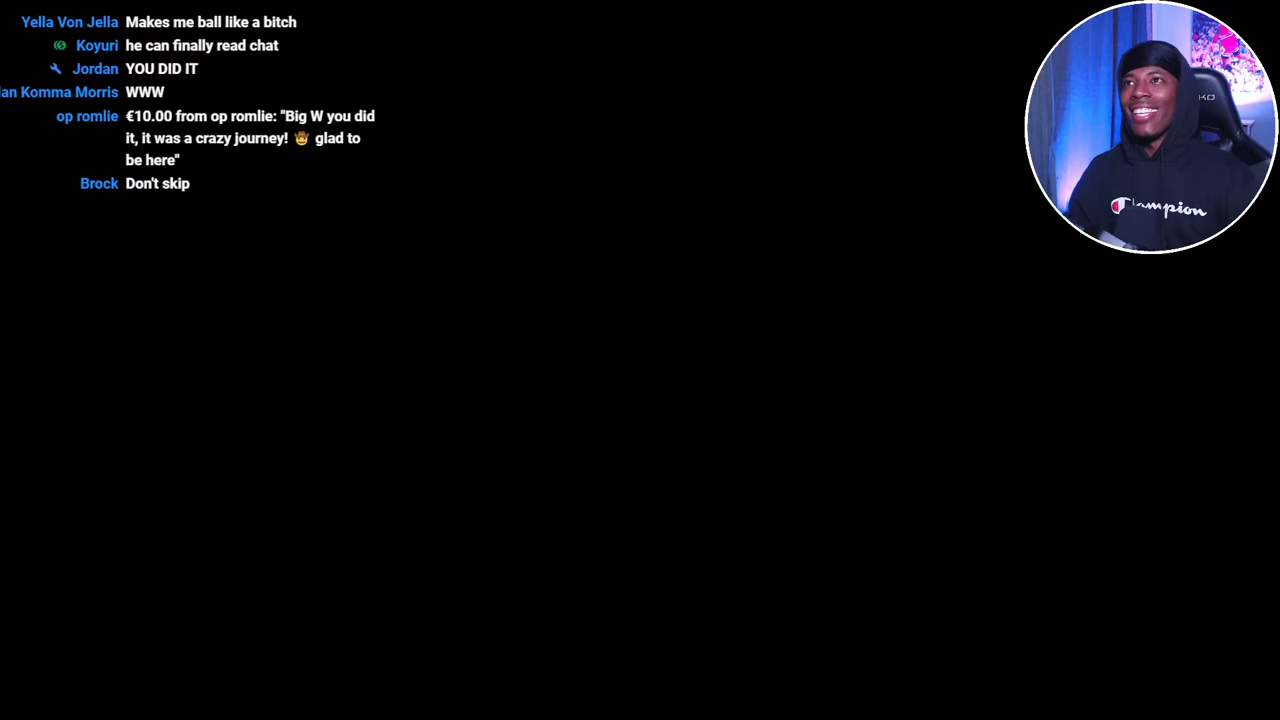 Yella Von Jella Makes me ball like a bitch
Koyuri he can finally read chat
Jordan YOU DID IT
Komma Morris WWW
op romlie €10.00 from op romlie: "Big W you did
it, it was a crazy journey! 🤠 glad to
be here"
Brock Don't skip
Champion